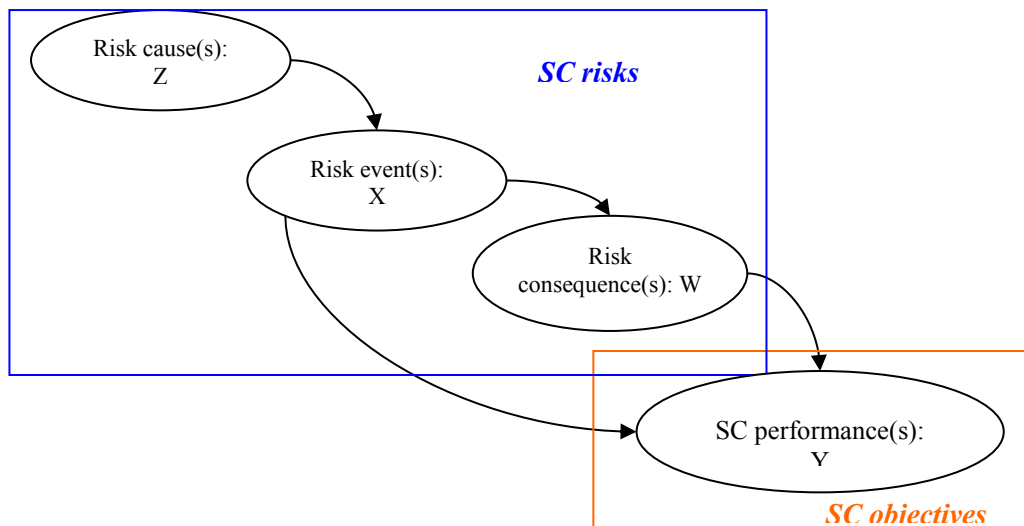 Risk cause(s):
Z
SC risks
Risk event(s):
X
Risk
consequence(s): W
SC performance(s):
Y
SC objectives